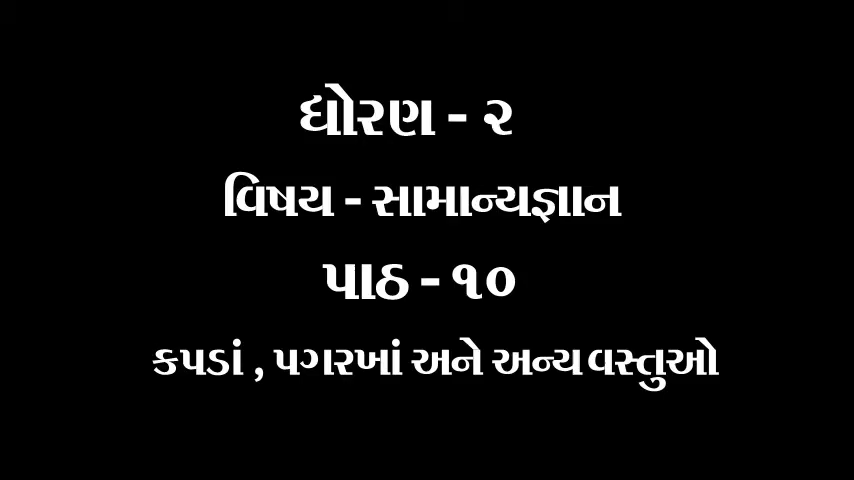 ધોરણ - ૨
વિષય - સામાન્યજ્ઞાન
પાઠ - ૧૦
કપડાં , પગરખાં અને અન્ય વસ્તુઓ